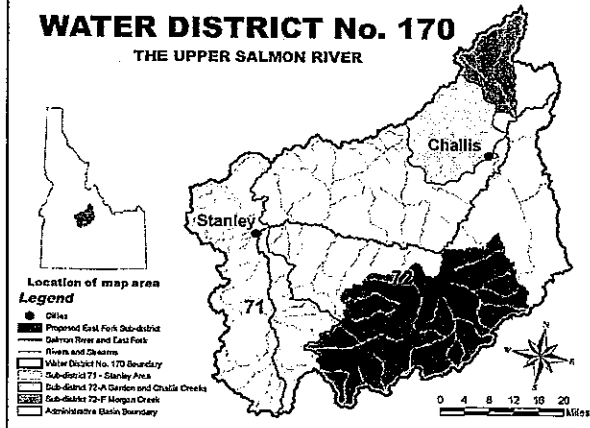 WATER DISTRICT No. 170
THE UPPER SALMON RIVER
Challis
Stanley
72
71
Location of map area
Legend
Cities
Proposed East Fork Sub-district
Salmon River and East Fork
Rivers and Streams
Water District No. 170 Boundary
Sub-district 71 - Stanley Area
Sub-district 72-A Garden and Challis Creeks
Sub-district 72-F Morgan Creek
Administrative Basin Boundary
N
W E
S
0 4 8 12 16 20
Miles